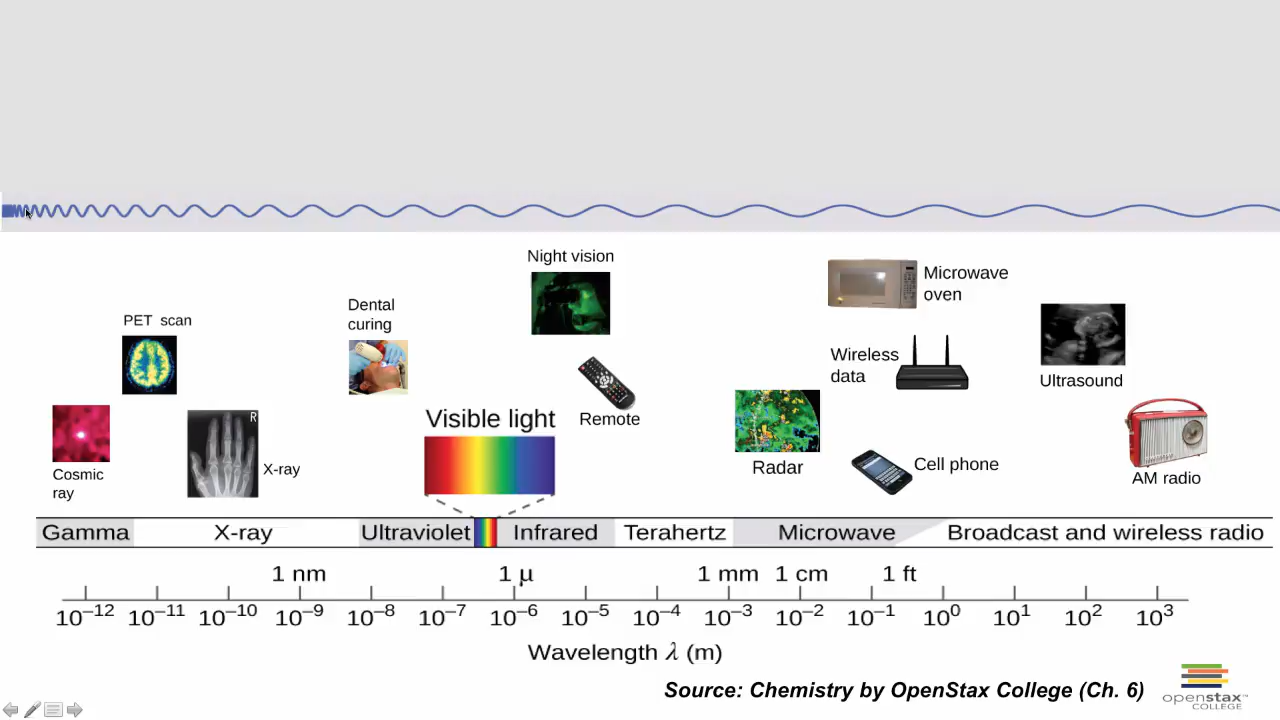 Night vision
Microwave
oven
Dental
curing
PET scan
Wireless
data
Ultrasound
Visible light
Remote
R
X-ray
Cosmic
ray
Radar
Cell phone
AM radio
Gamma X-ray Ultraviolet Infrared Terahertz Microwave Broadcast and wireless radio
1 nm 1 µ 1 mm 1 cm 1 ft
10⁻¹² 10⁻¹¹ 10⁻¹⁰ 10⁻⁹ 10⁻⁸ 10⁻⁷ 10⁻⁶ 10⁻⁵ 10⁻⁴ 10⁻³ 10⁻² 10⁻¹ 10⁰ 10¹ 10² 10³
Wavelength λ (m)
Source: Chemistry by OpenStax College (Ch. 6)
openstax™
COLLEGE